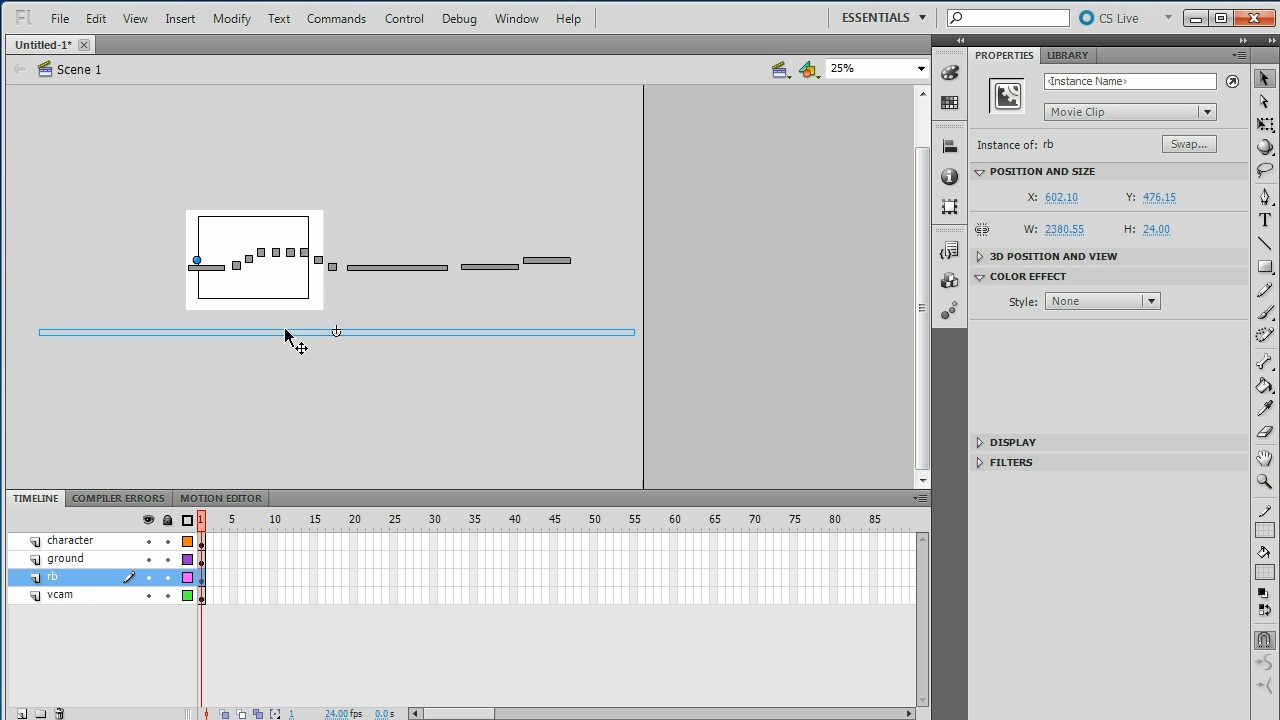 Fl File Edit View Insert Modify Text Commands Control Debug Window Help ESSENTIALS CS Live
Untitled-1*
Scene 1 25%
PROPERTIES LIBRARY
<Instance Name>
Movie Clip
Instance of: rb Swap...
POSITION AND SIZE
X: 602.10 Y: 476.15
W: 2380.55 H: 24.00
3D POSITION AND VIEW
COLOR EFFECT
Style: None
DISPLAY
FILTERS
T
TIMELINE COMPILER ERRORS MOTION EDITOR
1 5 10 15 20 25 30 35 40 45 50 55 60 65 70 75 80 85
character
ground
rb
vcam
1 24.00 fps 0.0 s